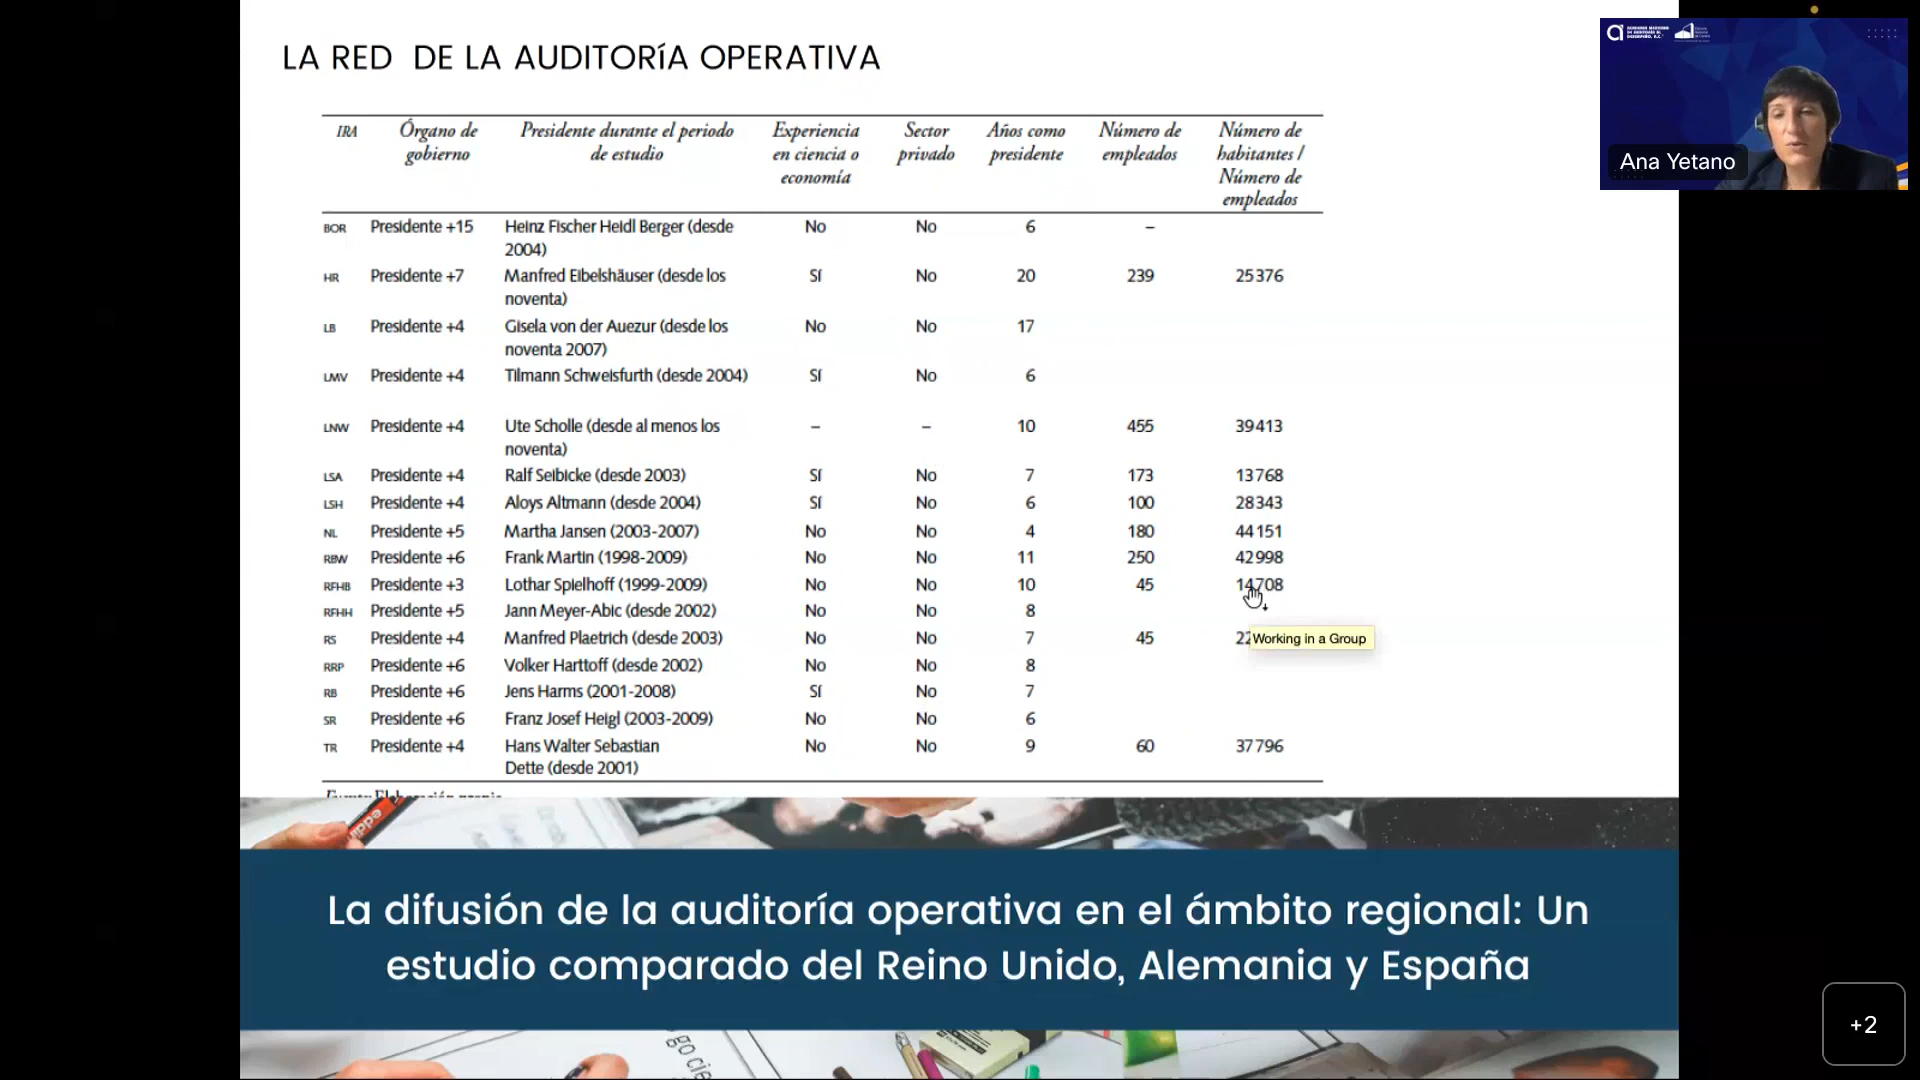 LA RED DE LA AUDITORÍA OPERATIVA
IRA Órgano de gobierno Presidente durante el periodo de estudio Experiencia en ciencia o economía Sector privado Años como presidente Número de empleados Número de habitantes / Número de empleados
BOR Presidente +15 Heinz Fischer Heidl Berger (desde 2004) No No 6 –
HR Presidente +7 Manfred Eibelshäuser (desde los noventa) Sí No 20 239 25376
LB Presidente +4 Gisela von der Auezur (desde los noventa 2007) No No 17
LMV Presidente +4 Tilmann Schweisfurth (desde 2004) Sí No 6
LNW Presidente +4 Ute Scholle (desde al menos los noventa) – – 10 455 39413
LSA Presidente +4 Ralf Seibicke (desde 2003) Sí No 7 173 13768
LSH Presidente +4 Aloys Altmann (desde 2004) Sí No 6 100 28343
NL Presidente +5 Martha Jansen (2003-2007) No No 4 180 44151
RBW Presidente +6 Frank Martin (1998-2009) No No 11 250 42998
RFHB Presidente +3 Lothar Spielhoff (1999-2009) No No 10 45 14708
RFHH Presidente +5 Jann Meyer-Abic (desde 2002) No No 8
RS Presidente +4 Manfred Plaetrich (desde 2003) No No 7 45 22
Working in a Group
RRP Presidente +6 Volker Harttoff (desde 2002) No No 8
RB Presidente +6 Jens Harms (2001-2008) Sí No 7
SR Presidente +6 Franz Josef Heigl (2003-2009) No No 6
TR Presidente +4 Hans Walter Sebastian Dette (desde 2001) No No 9 60 37796
La difusión de la auditoría operativa en el ámbito regional: Un
estudio comparado del Reino Unido, Alemania y España
Ana Yetano
+2